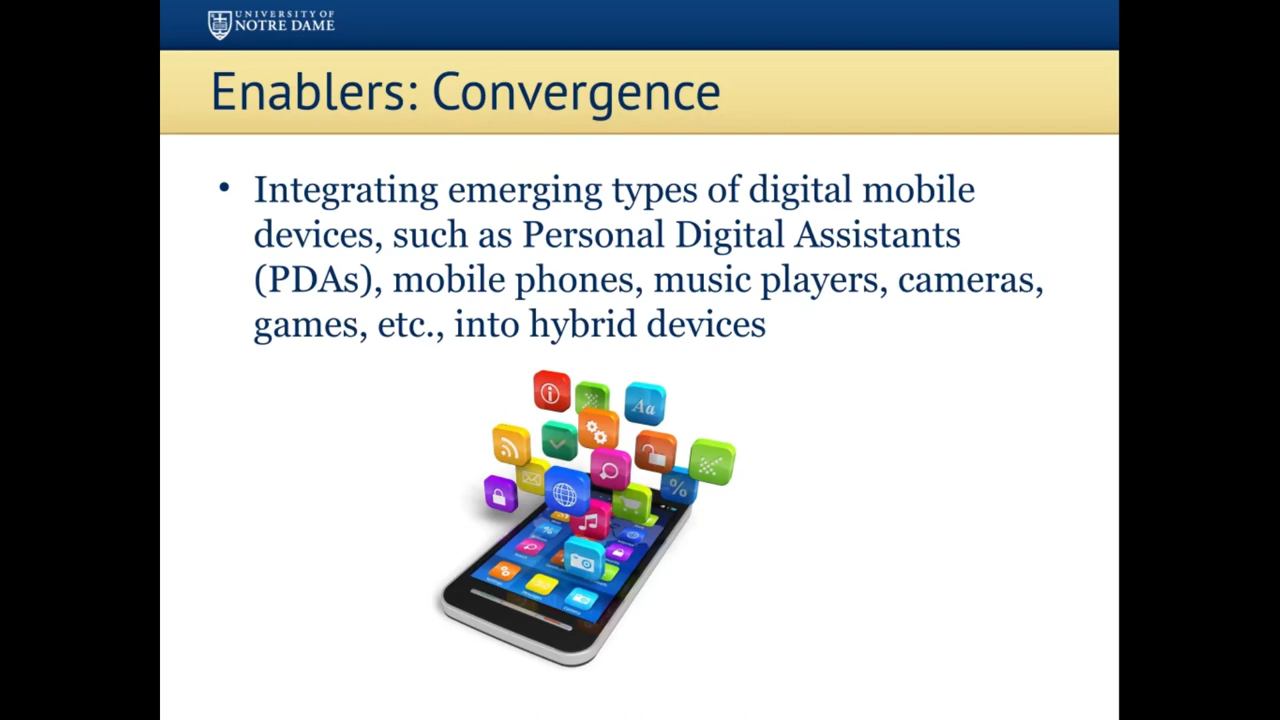 UNIVERSITY OF
NOTRE DAME
Enablers: Convergence
• Integrating emerging types of digital mobile
devices, such as Personal Digital Assistants
(PDAs), mobile phones, music players, cameras,
games, etc., into hybrid devices
Aa
%